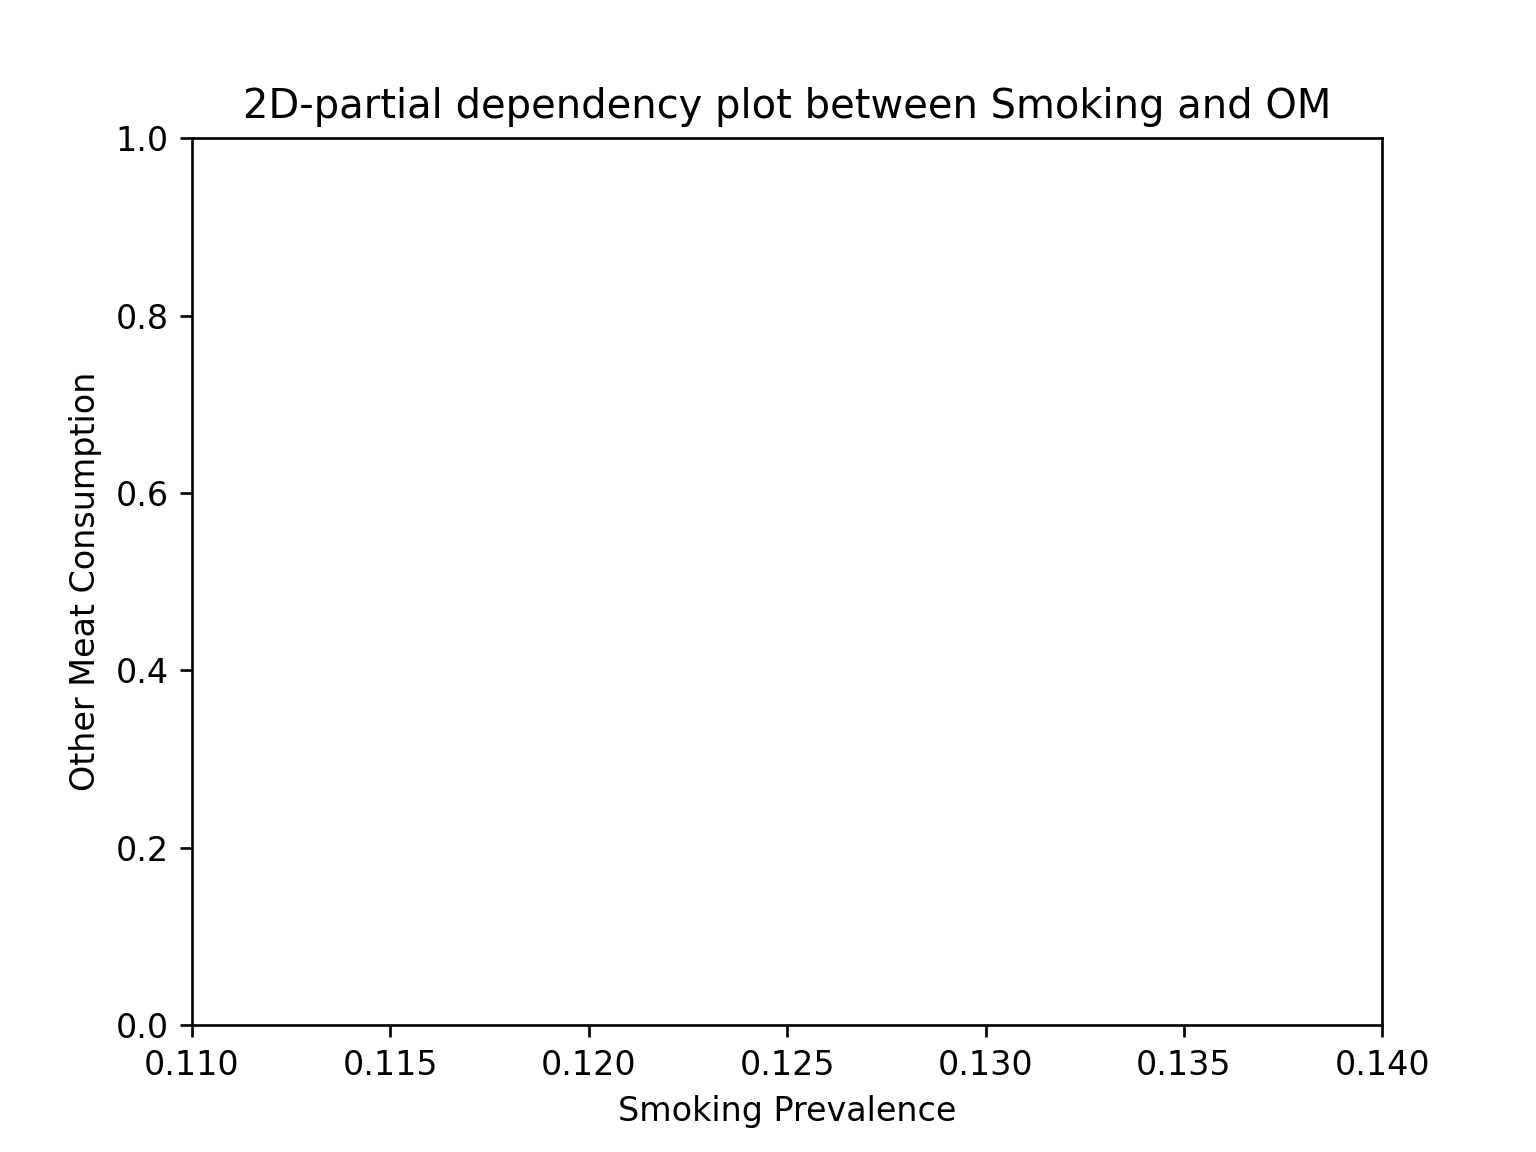 2D-partial dependency plot between Smoking and OM
1.0
0.8
0.6
0.4
0.2
0.0
Other Meat Consumption
0.110 0.115 0.120 0.125 0.130 0.135 0.140
Smoking Prevalence